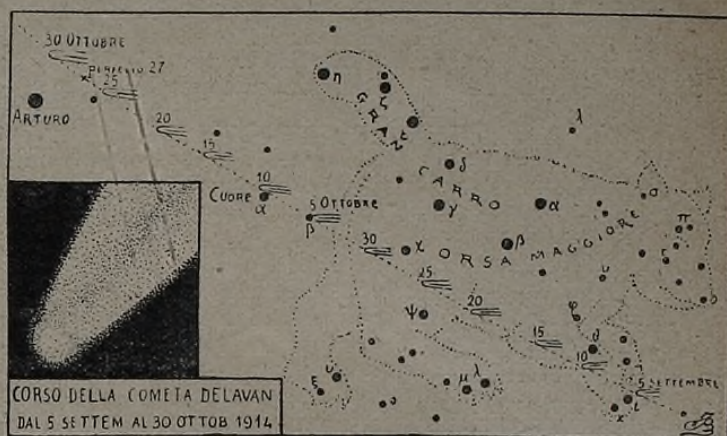 30 OTTOBRE
PERIELIO 27
25
ARTURO
20
15
10
CUORE
α
5 OTTOBRE
β
30
25
20
15
10
5 SETTEMBRE
GRAN CARRO
ORSA MAGGIORE
η
ζ
ε
δ
γ
α
β
χ
λ
ο
π
τ
υ
φ
θ
ι
κ
ψ
μ
λ
ν
ξ
CORSO DELLA COMETA DELAVAN
DAL 5 SETTEM AL 30 OTTOB 1914